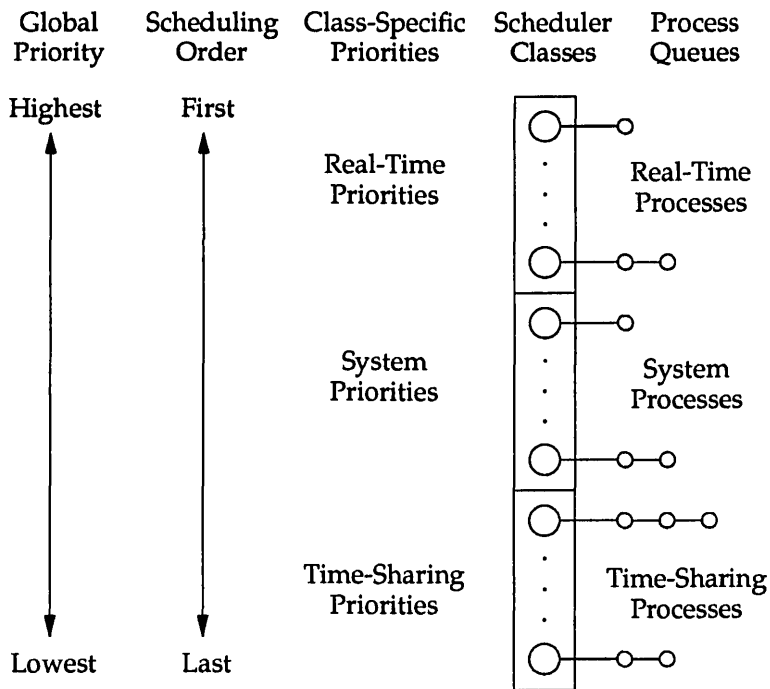 Global
Priority
Scheduling
Order
Class-Specific
Priorities
Scheduler
Classes
Process
Queues
Highest
First
Real-Time
Priorities
Real-Time
Processes
System
Priorities
System
Processes
Time-Sharing
Priorities
Time-Sharing
Processes
Lowest
Last